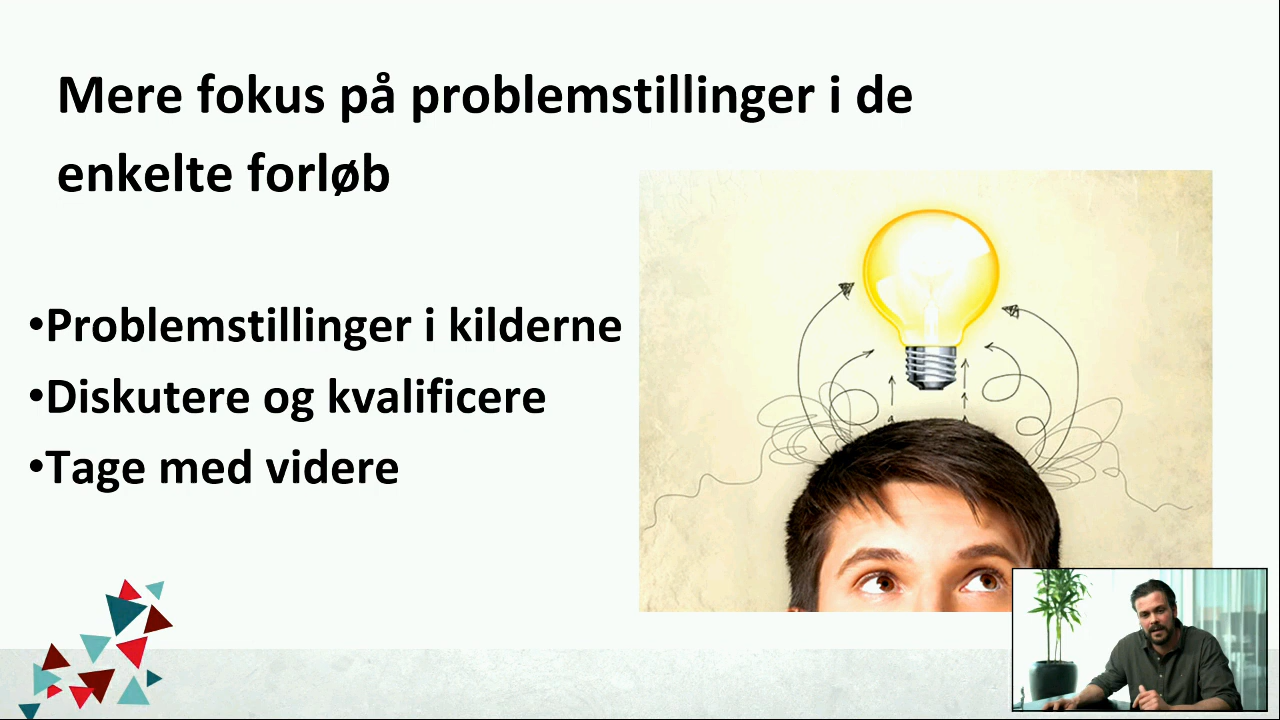 Mere fokus på problemstillinger i de
enkelte forløb
•Problemstillinger i kilderne
•Diskutere og kvalificere
•Tage med videre